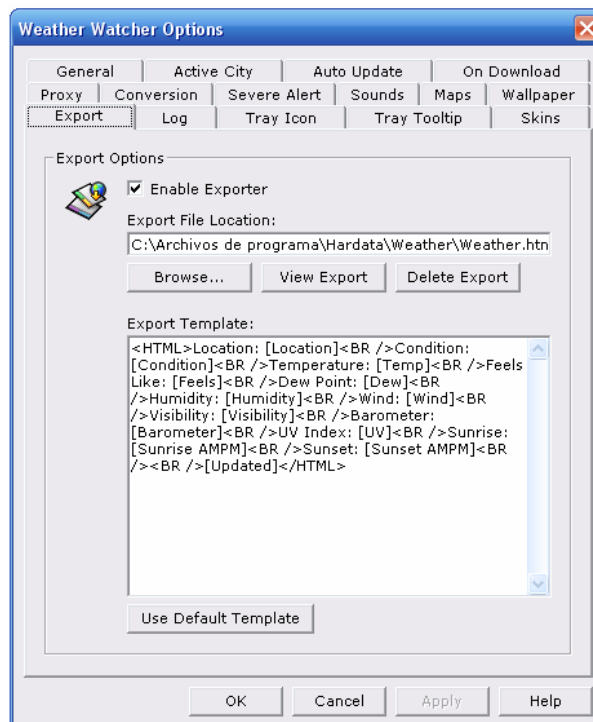 Weather Watcher Options
General Active City Auto Update On Download
Proxy Conversion Severe Alert Sounds Maps Wallpaper
Export Log Tray Icon Tray Tooltip Skins
Export Options
Enable Exporter
Export File Location:
C:\Archivos de programa\Hardata\Weather\Weather.htn
Browse... View Export Delete Export
Export Template:
<HTML>Location: [Location]<BR />Condition:
[Condition]<BR />Temperature: [Temp]<BR />Feels
Like: [Feels]<BR />Dew Point: [Dew]<BR
/>Humidity: [Humidity]<BR />Wind: [Wind]<BR
/>Visibility: [Visibility]<BR />Barometer:
[Barometer]<BR />UV Index: [UV]<BR />Sunrise:
[Sunrise AMPM]<BR />Sunset: [Sunset AMPM]<BR
/><BR />[Updated]</HTML>
Use Default Template
OK Cancel Apply Help